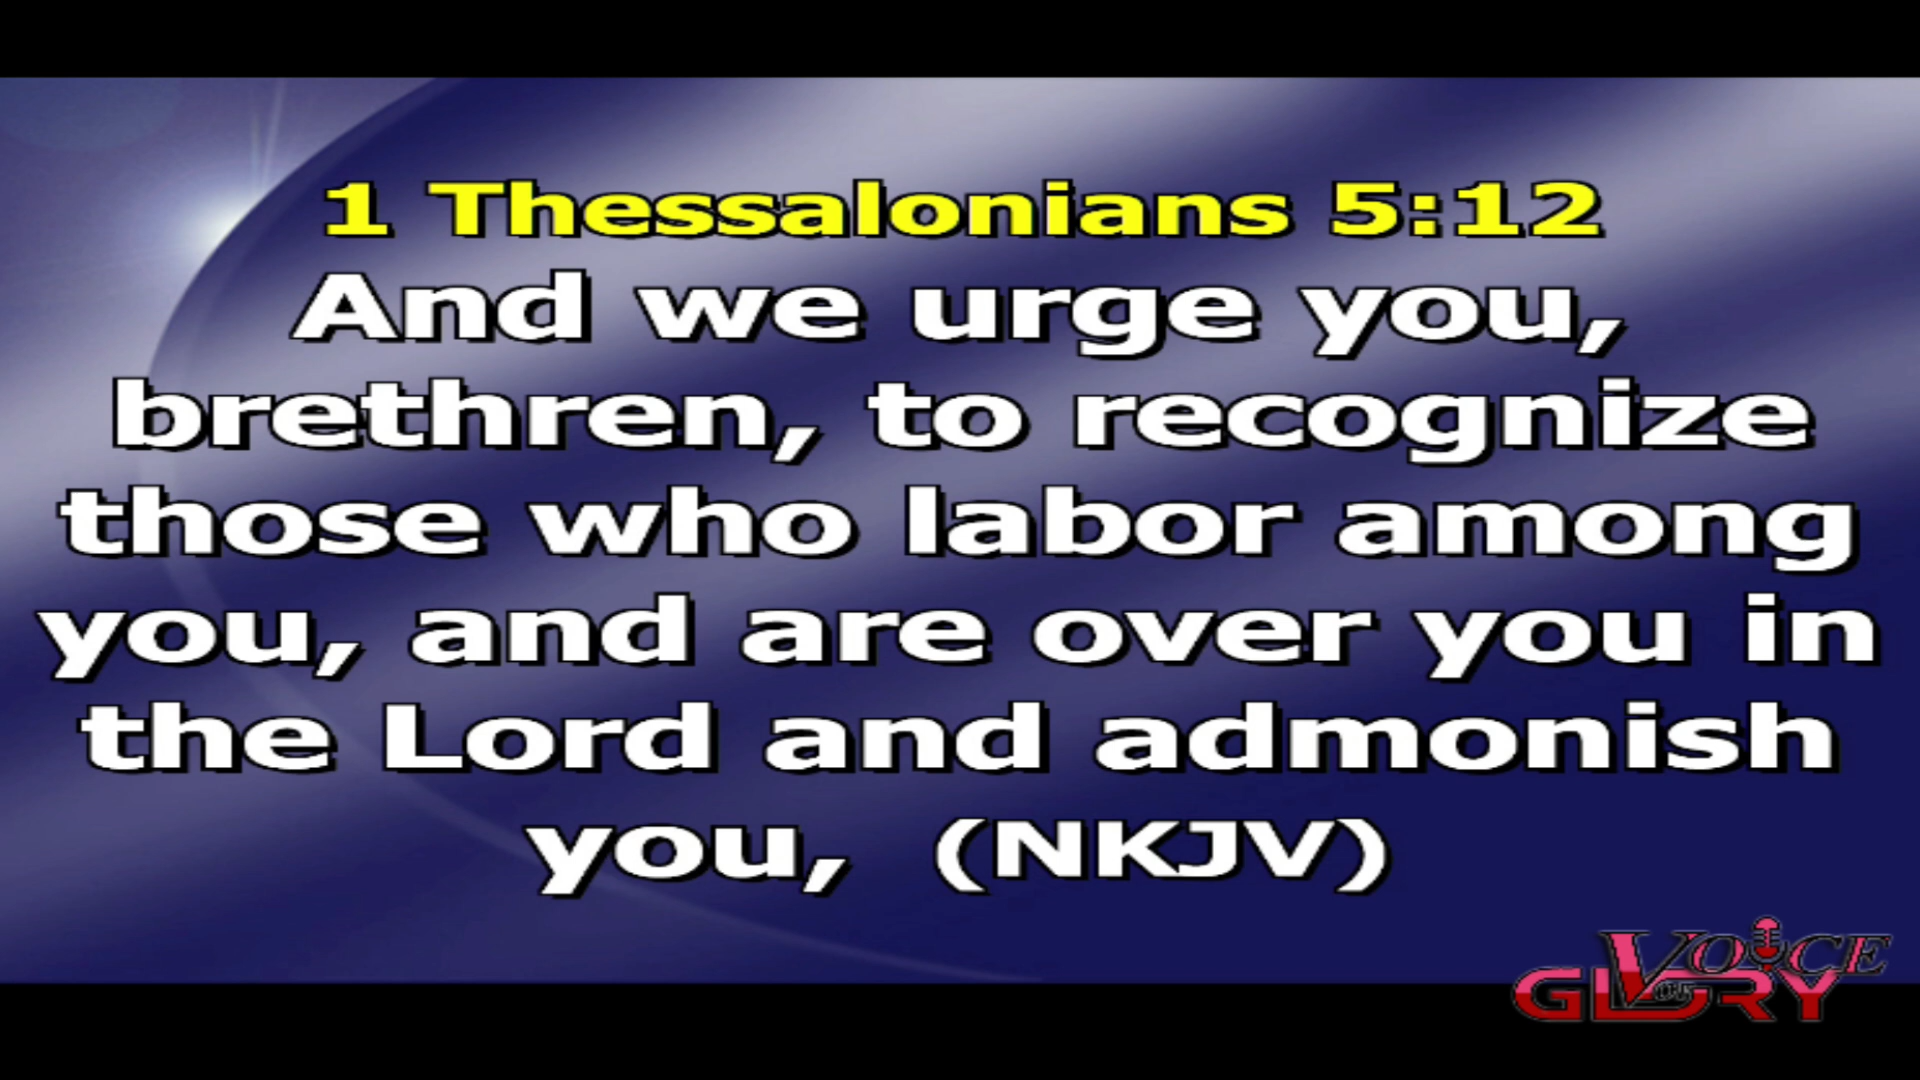 1 Thessalonians 5:12
And we urge you,
brethren, to recognize
those who labor among
you, and are over you in
the Lord and admonish
you, (NKJV)
VOICE
OF
GLORY